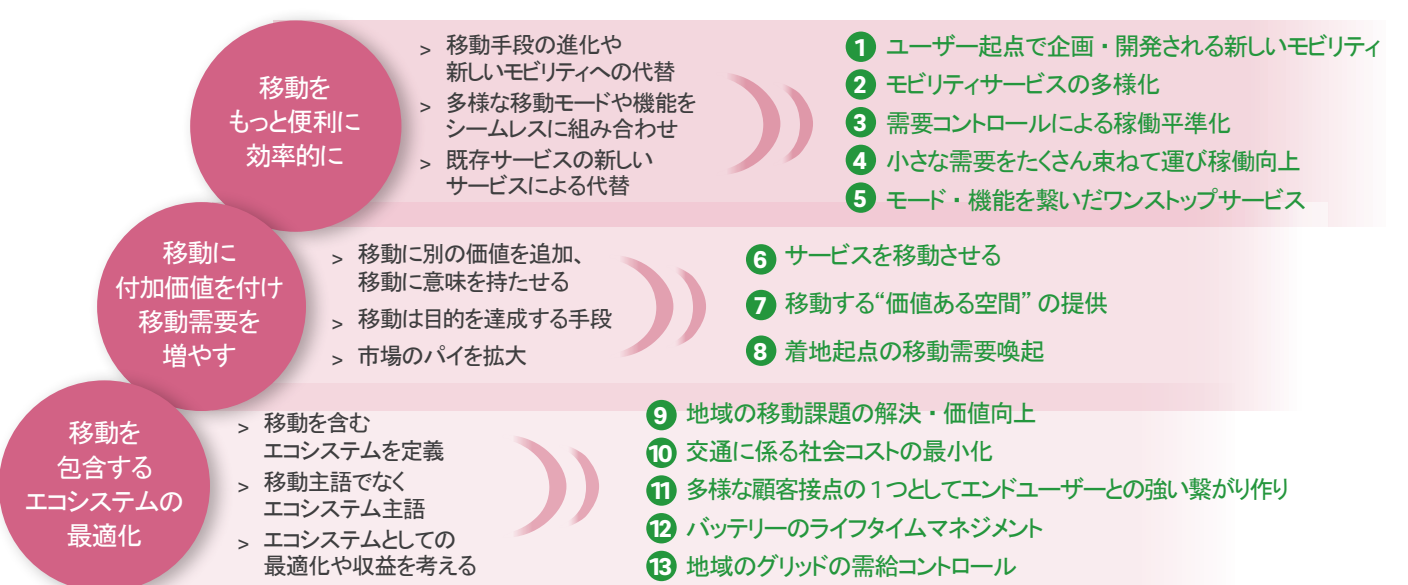 移動を
もっと便利に
効率的に
> 移動手段の進化や
新しいモビリティへの代替
> 多様な移動モードや機能を
シームレスに組み合わせ
> 既存サービスの新しい
サービスによる代替
1 ユーザー起点で企画・開発される新しいモビリティ
2 モビリティサービスの多様化
3 需要コントロールによる稼働平準化
4 小さな需要をたくさん束ねて運び稼働向上
5 モード・機能を繋いだワンストップサービス
移動に
付加価値を付け
移動需要を
増やす
> 移動に別の価値を追加、
移動に意味を持たせる
> 移動は目的を達成する手段
> 市場のパイを拡大
6 サービスを移動させる
7 移動する“価値ある空間” の提供
8 着地起点の移動需要喚起
移動を
包含する
エコシステムの
最適化
> 移動を含む
エコシステムを定義
> 移動主語でなく
エコシステム主語
> エコシステムとしての
最適化や収益を考える
9 地域の移動課題の解決・価値向上
10 交通に係る社会コストの最小化
11 多様な顧客接点の1つとしてエンドユーザーとの強い繋がり作り
12 バッテリーのライフタイムマネジメント
13 地域のグリッドの需給コントロール